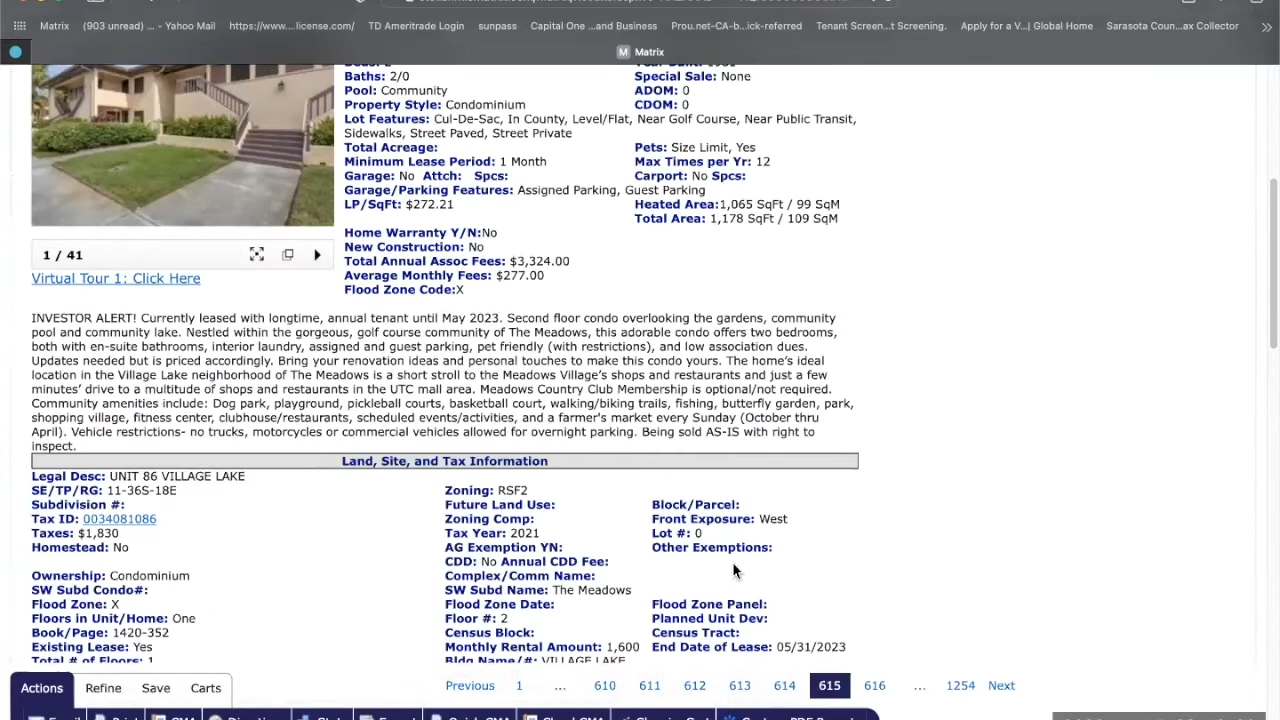 Matrix (903 unread) ... – Yahoo Mail https://www....license.com/ TD Ameritrade Login sunpass Capital One ...and Business Prou.net–CA-b...ick-referred Tenant Screen...t Screening. Apply for a V...| Global Home Sarasota Coun...ax Collector
M Matrix
Baths: 2/0 Special Sale: None
Pool: Community ADOM: 0
Property Style: Condominium CDOM: 0
Lot Features: Cul-De-Sac, In County, Level/Flat, Near Golf Course, Near Public Transit,
Sidewalks, Street Paved, Street Private
Total Acreage: Pets: Size Limit, Yes
Minimum Lease Period: 1 Month Max Times per Yr: 12
Garage: No Attch: Spcs: Carport: No Spcs:
Garage/Parking Features: Assigned Parking, Guest Parking
LP/SqFt: $272.21 Heated Area:1,065 SqFt / 99 SqM
Total Area: 1,178 SqFt / 109 SqM
Home Warranty Y/N:No
New Construction: No
Total Annual Assoc Fees: $3,324.00
Average Monthly Fees: $277.00
Flood Zone Code:X
1 / 41
Virtual Tour 1: Click Here
INVESTOR ALERT! Currently leased with longtime, annual tenant until May 2023. Second floor condo overlooking the gardens, community
pool and community lake. Nestled within the gorgeous, golf course community of The Meadows, this adorable condo offers two bedrooms,
both with en-suite bathrooms, interior laundry, assigned and guest parking, pet friendly (with restrictions), and low association dues.
Updates needed but is priced accordingly. Bring your renovation ideas and personal touches to make this condo yours. The home's ideal
location in the Village Lake neighborhood of The Meadows is a short stroll to the Meadows Village's shops and restaurants and just a few
minutes' drive to a multitude of shops and restaurants in the UTC mall area. Meadows Country Club Membership is optional/not required.
Community amenities include: Dog park, playground, pickleball courts, basketball court, walking/biking trails, fishing, butterfly garden, park,
shopping village, fitness center, clubhouse/restaurants, scheduled events/activities, and a farmer's market every Sunday (October thru
April). Vehicle restrictions- no trucks, motorcycles or commercial vehicles allowed for overnight parking. Being sold AS-IS with right to
inspect.
Land, Site, and Tax Information
Legal Desc: UNIT 86 VILLAGE LAKE
SE/TP/RG: 11-36S-18E Zoning: RSF2
Subdivision #: Future Land Use: Block/Parcel:
Tax ID: 0034081086 Zoning Comp: Front Exposure: West
Taxes: $1,830 Tax Year: 2021 Lot #: 0
Homestead: No AG Exemption YN: Other Exemptions:
CDD: No Annual CDD Fee:
Ownership: Condominium Complex/Comm Name:
SW Subd Condo#: SW Subd Name: The Meadows
Flood Zone: X Flood Zone Date: Flood Zone Panel:
Floors in Unit/Home: One Floor #: 2 Planned Unit Dev:
Book/Page: 1420-352 Census Block: Census Tract:
Existing Lease: Yes Monthly Rental Amount: 1,600 End Date of Lease: 05/31/2023
Total # of Floors: 1 Bldg Name/#: VILLAGE LAKE
Actions Refine Save Carts Previous 1 ... 610 611 612 613 614 615 616 ... 1254 Next